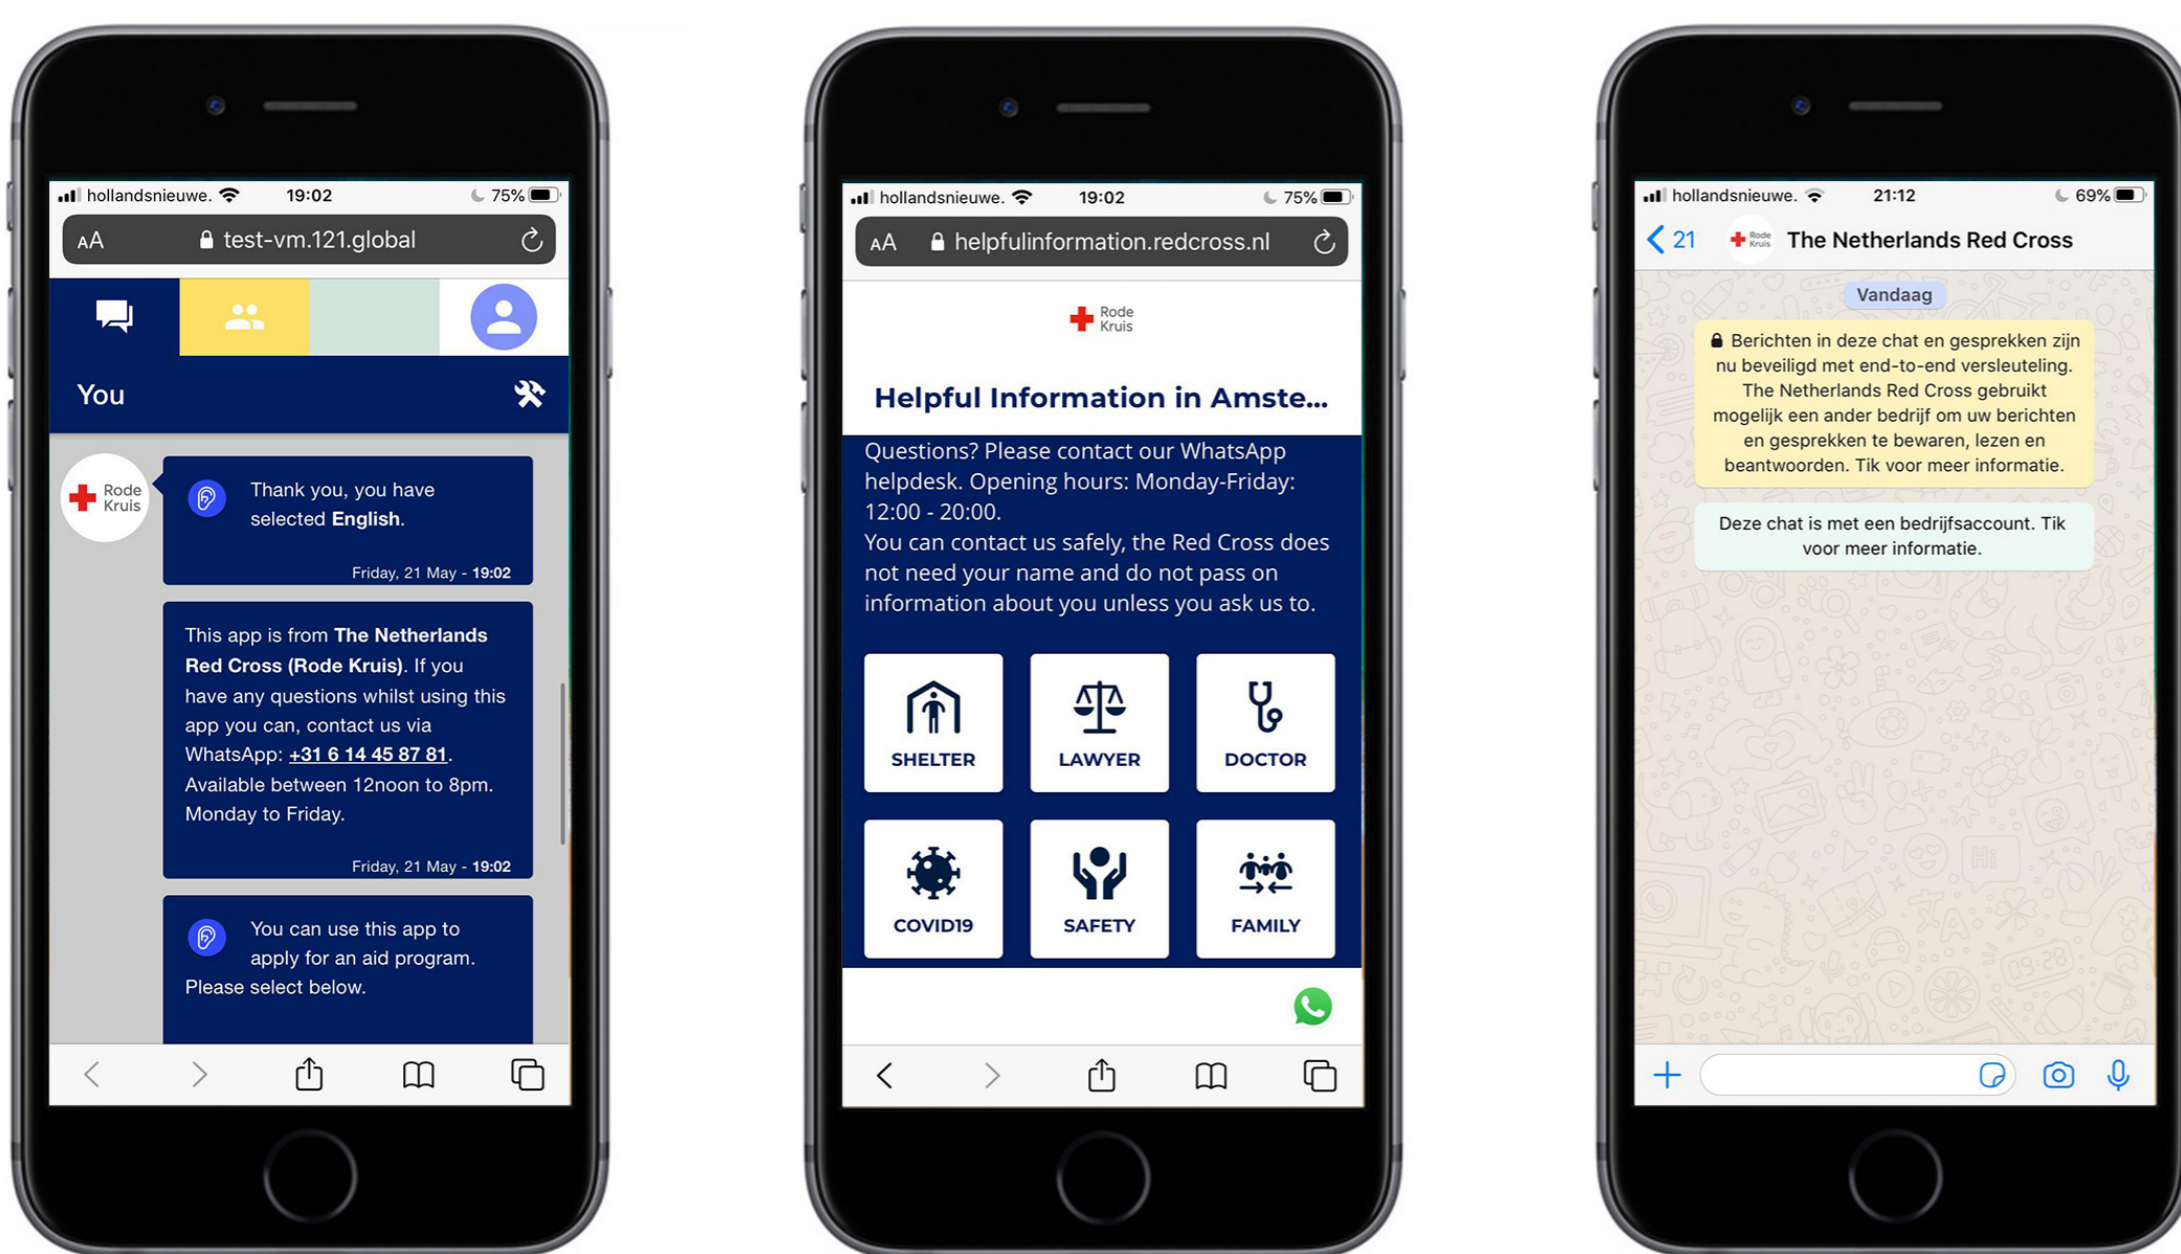 hollandsnieuwe.
19:02
75%
AA
test-vm.121.global
You
Rode
Kruis
Thank you, you have
selected English.
Friday, 21 May - 19:02
This app is from The Netherlands
Red Cross (Rode Kruis). If you
have any questions whilst using this
app you can, contact us via
WhatsApp: +31 6 14 45 87 81.
Available between 12noon to 8pm.
Monday to Friday.
Friday, 21 May - 19:02
You can use this app to
apply for an aid program.
Please select below.
hollandsnieuwe.
19:02
75%
AA
helpfulinformation.redcross.nl
Rode
Kruis
Helpful Information in Amste...
Questions? Please contact our WhatsApp
helpdesk. Opening hours: Monday-Friday:
12:00 - 20:00.
You can contact us safely, the Red Cross does
not need your name and do not pass on
information about you unless you ask us to.
SHELTER
LAWYER
DOCTOR
COVID19
SAFETY
FAMILY
hollandsnieuwe.
21:12
69%
21
Rode
Kruis
The Netherlands Red Cross
Vandaag
Berichten in deze chat en gesprekken zijn
nu beveiligd met end-to-end versleuteling.
The Netherlands Red Cross gebruikt
mogelijk een ander bedrijf om uw berichten
en gesprekken te bewaren, lezen en
beantwoorden. Tik voor meer informatie.
Deze chat is met een bedrijfsaccount. Tik
voor meer informatie.
Hi
09:28